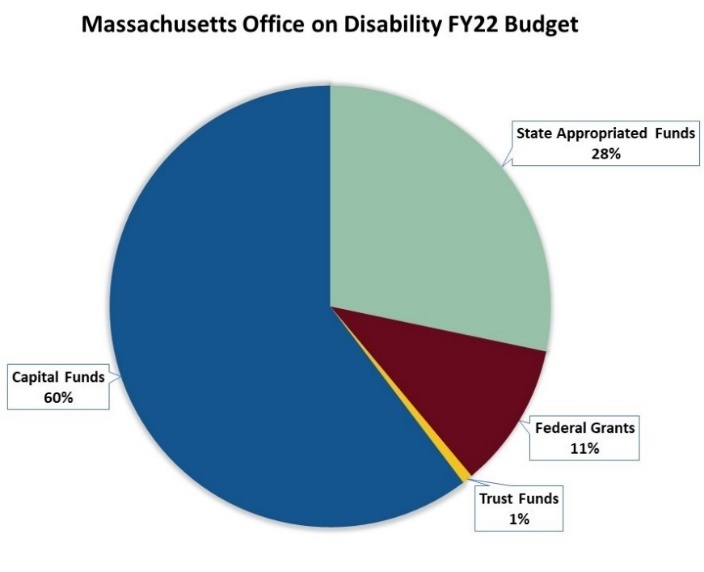 Massachusetts Office on Disability FY22 Budget
State Appropriated Funds
28%
Capital Funds
60%
Federal Grants
11%
Trust Funds
1%